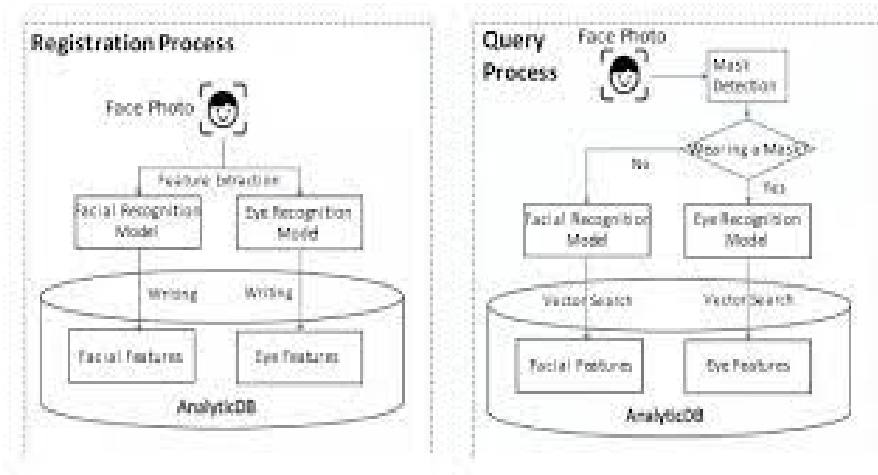 Registration Process
Face Photo
Feature Extraction
Facial Recognition
Model
Eye Recognition
Model
Writing
Writing
Facial Features
Eye Features
AnalyticDB
Query
Process
Face Photo
Mask
Detection
Wearing a Mask?
No
Yes
Facial Recognition
Model
Eye Recognition
Model
Vector Search
Vector Search
Facial Features
Eye Features
AnalyticDB